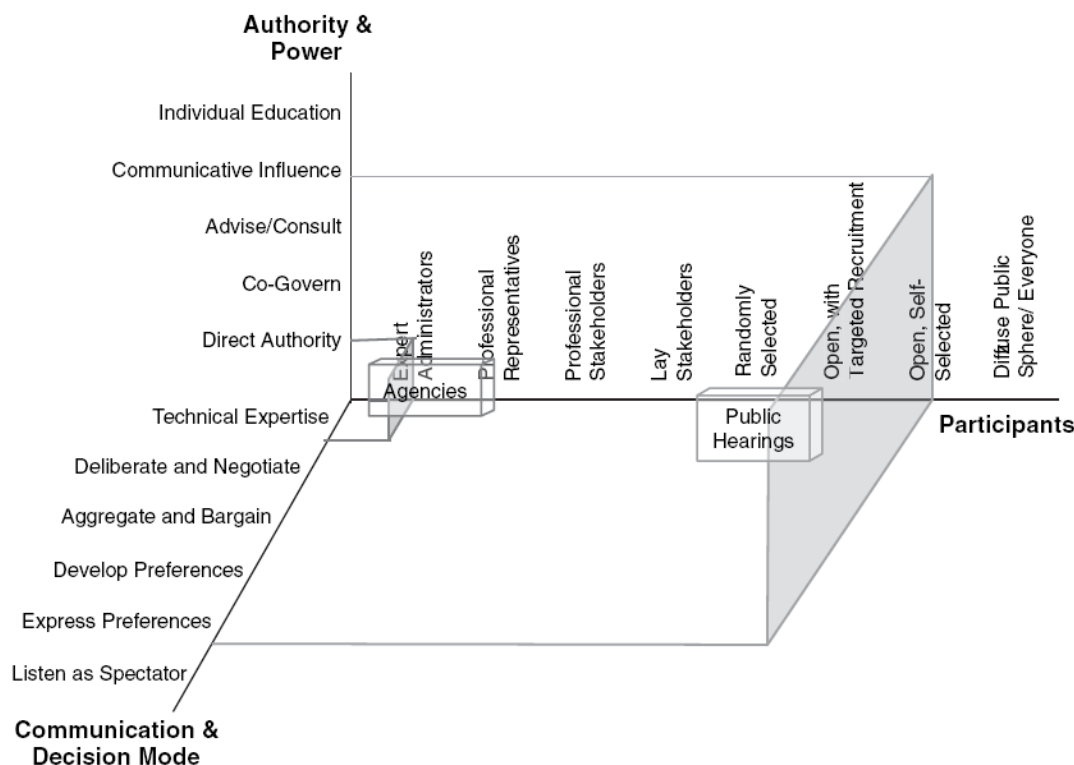 Authority &
Power
Individual Education
Communicative Influence
Advise/Consult
Co-Govern
Direct Authority
Expert
Administrators
Professional
Representatives
Professional
Stakeholders
Lay
Stakeholders
Randomly
Selected
Open, with
Targeted Recruitment
Open, Self-
Selected
Diffuse Public
Sphere/ Everyone
Agencies
Public
Hearings
Participants
Technical Expertise
Deliberate and Negotiate
Aggregate and Bargain
Develop Preferences
Express Preferences
Listen as Spectator
Communication &
Decision Mode